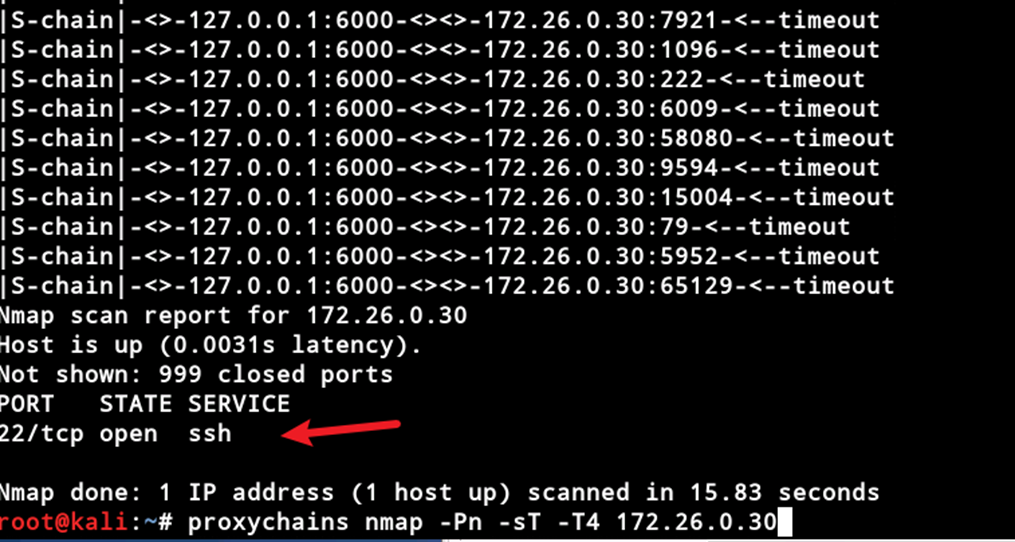 |S-chain|-<>-127.0.0.1:6000-<><>-172.26.0.30:7921-<--timeout
|S-chain|-<>-127.0.0.1:6000-<><>-172.26.0.30:1096-<--timeout
|S-chain|-<>-127.0.0.1:6000-<><>-172.26.0.30:222-<--timeout
|S-chain|-<>-127.0.0.1:6000-<><>-172.26.0.30:6009-<--timeout
|S-chain|-<>-127.0.0.1:6000-<><>-172.26.0.30:58080-<--timeout
|S-chain|-<>-127.0.0.1:6000-<><>-172.26.0.30:9594-<--timeout
|S-chain|-<>-127.0.0.1:6000-<><>-172.26.0.30:15004-<--timeout
|S-chain|-<>-127.0.0.1:6000-<><>-172.26.0.30:79-<--timeout
|S-chain|-<>-127.0.0.1:6000-<><>-172.26.0.30:5952-<--timeout
|S-chain|-<>-127.0.0.1:6000-<><>-172.26.0.30:65129-<--timeout
Nmap scan report for 172.26.0.30
Host is up (0.0031s latency).
Not shown: 999 closed ports
PORT   STATE SERVICE
22/tcp open  ssh
Nmap done: 1 IP address (1 host up) scanned in 15.83 seconds
root@kali:~# proxychains nmap -Pn -sT -T4 172.26.0.30